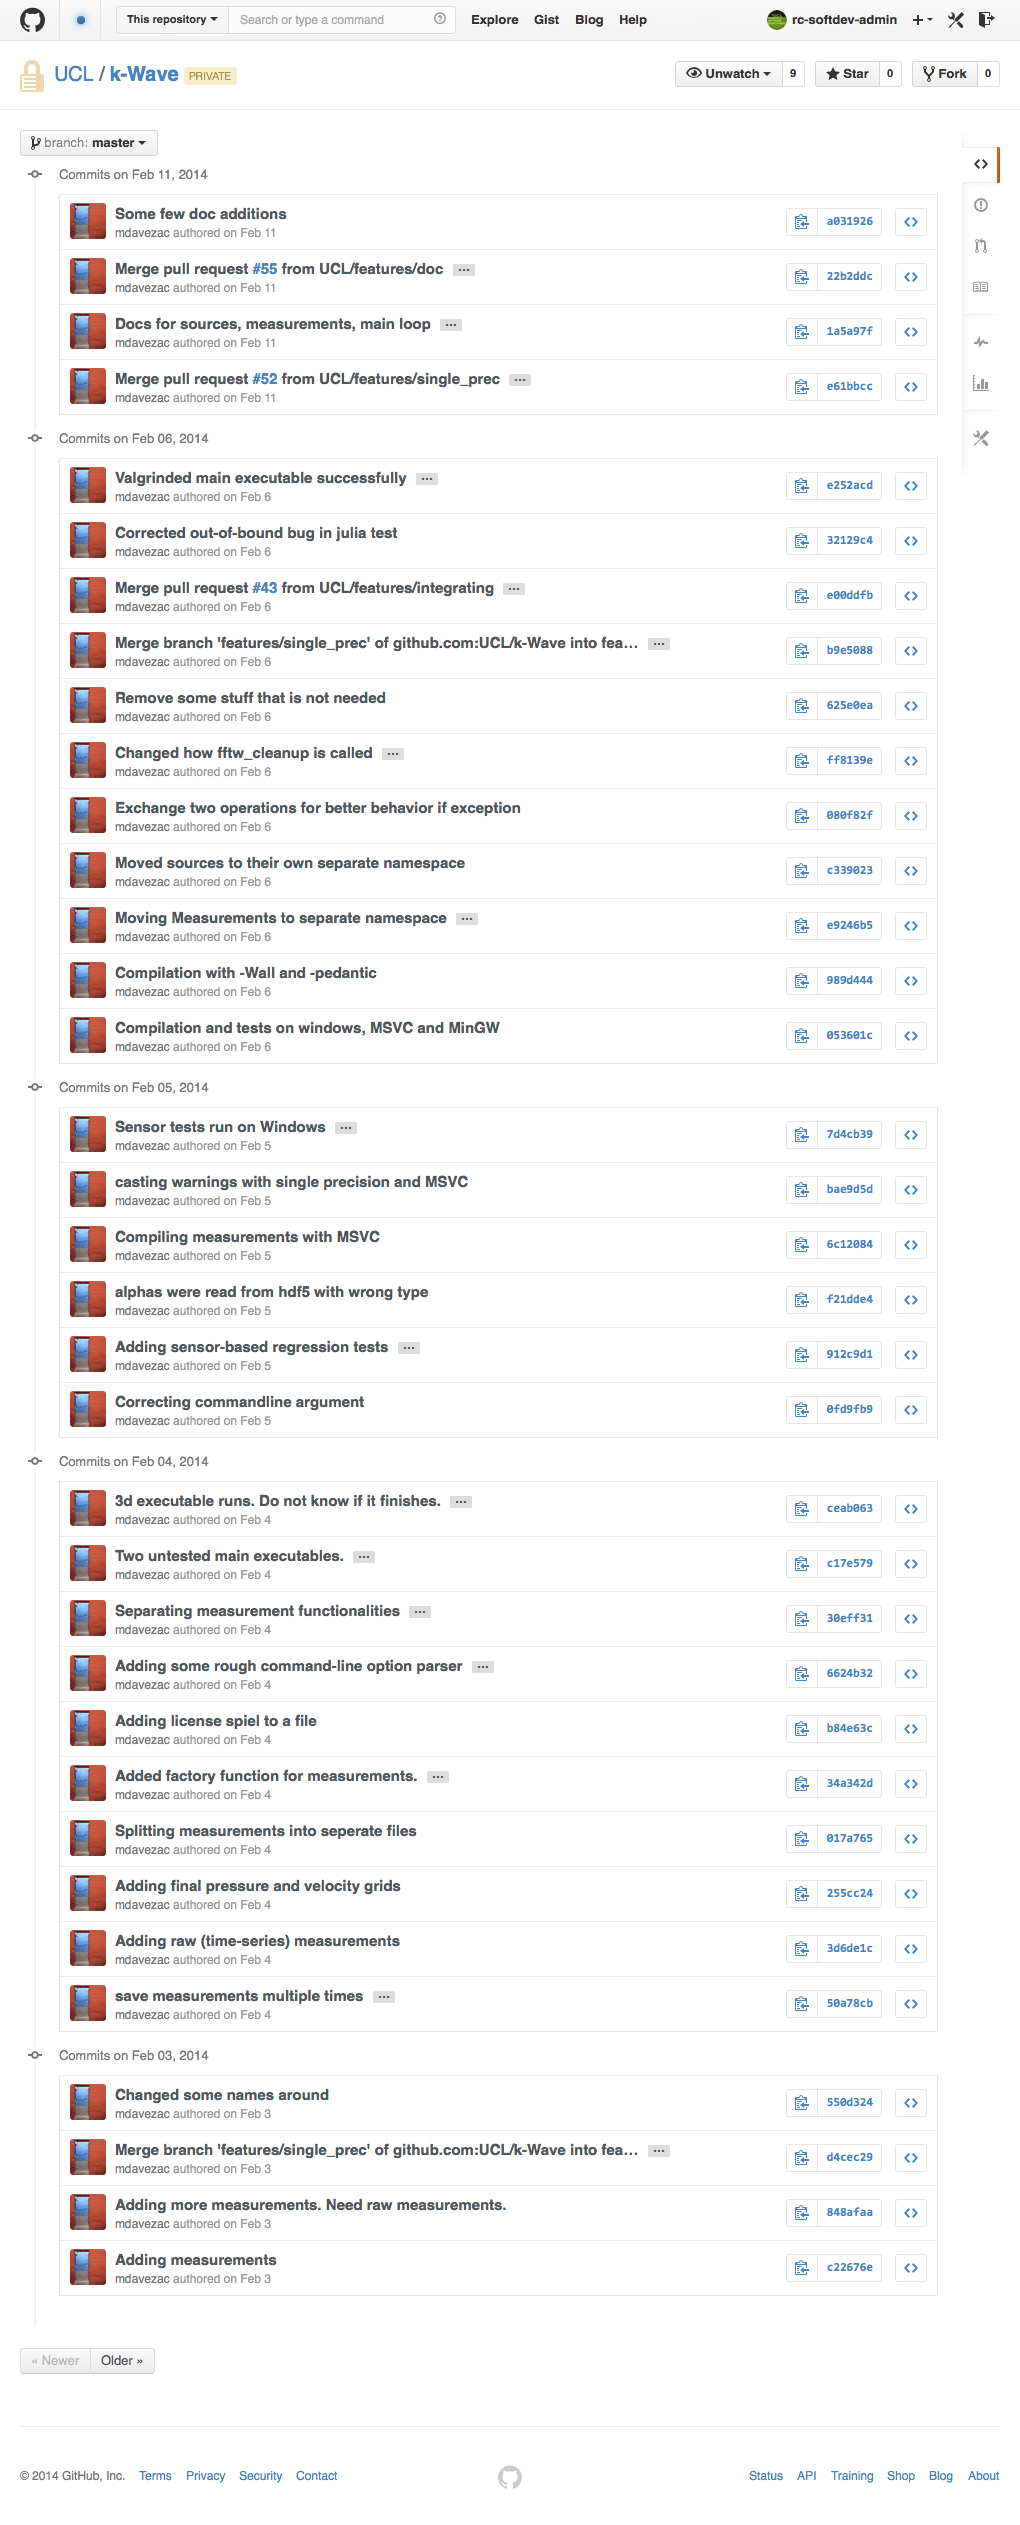 This repository Search or type a command Explore Gist Blog Help rc-softdev-admin
UCL / k-Wave PRIVATE Unwatch 9 Star 0 Fork 0
branch: master
Commits on Feb 11, 2014
Some few doc additions
mdavezac authored on Feb 11
a031926
Merge pull request #55 from UCL/features/doc …
mdavezac authored on Feb 11
22b2ddc
Docs for sources, measurements, main loop …
mdavezac authored on Feb 11
1a5a97f
Merge pull request #52 from UCL/features/single_prec …
mdavezac authored on Feb 11
e61bbcc
Commits on Feb 06, 2014
Valgrinded main executable successfully …
mdavezac authored on Feb 6
e252acd
Corrected out-of-bound bug in julia test
mdavezac authored on Feb 6
32129c4
Merge pull request #43 from UCL/features/integrating …
mdavezac authored on Feb 6
e00ddfb
Merge branch 'features/single_prec' of github.com:UCL/k-Wave into fea… …
mdavezac authored on Feb 6
b9e5088
Remove some stuff that is not needed
mdavezac authored on Feb 6
625e0ea
Changed how fftw_cleanup is called …
mdavezac authored on Feb 6
ff8139e
Exchange two operations for better behavior if exception
mdavezac authored on Feb 6
080f82f
Moved sources to their own separate namespace
mdavezac authored on Feb 6
c339023
Moving Measurements to separate namespace …
mdavezac authored on Feb 6
e9246b5
Compilation with -Wall and -pedantic
mdavezac authored on Feb 6
989d444
Compilation and tests on windows, MSVC and MinGW
mdavezac authored on Feb 6
053601c
Commits on Feb 05, 2014
Sensor tests run on Windows …
mdavezac authored on Feb 5
7d4cb39
casting warnings with single precision and MSVC
mdavezac authored on Feb 5
bae9d5d
Compiling measurements with MSVC
mdavezac authored on Feb 5
6c12084
alphas were read from hdf5 with wrong type
mdavezac authored on Feb 5
f21dde4
Adding sensor-based regression tests …
mdavezac authored on Feb 5
912c9d1
Correcting commandline argument
mdavezac authored on Feb 5
0fd9fb9
Commits on Feb 04, 2014
3d executable runs. Do not know if it finishes. …
mdavezac authored on Feb 4
ceab063
Two untested main executables. …
mdavezac authored on Feb 4
c17e579
Separating measurement functionalities …
mdavezac authored on Feb 4
30eff31
Adding some rough command-line option parser …
mdavezac authored on Feb 4
6624b32
Adding license spiel to a file
mdavezac authored on Feb 4
b84e63c
Added factory function for measurements. …
mdavezac authored on Feb 4
34a342d
Splitting measurements into seperate files
mdavezac authored on Feb 4
017a765
Adding final pressure and velocity grids
mdavezac authored on Feb 4
255cc24
Adding raw (time-series) measurements
mdavezac authored on Feb 4
3d6de1c
save measurements multiple times …
mdavezac authored on Feb 4
50a78cb
Commits on Feb 03, 2014
Changed some names around
mdavezac authored on Feb 3
550d324
Merge branch 'features/single_prec' of github.com:UCL/k-Wave into fea… …
mdavezac authored on Feb 3
d4cec29
Adding more measurements. Need raw measurements.
mdavezac authored on Feb 3
848afaa
Adding measurements
mdavezac authored on Feb 3
c22676e
« Newer Older »
© 2014 GitHub, Inc. Terms Privacy Security Contact Status API Training Shop Blog About